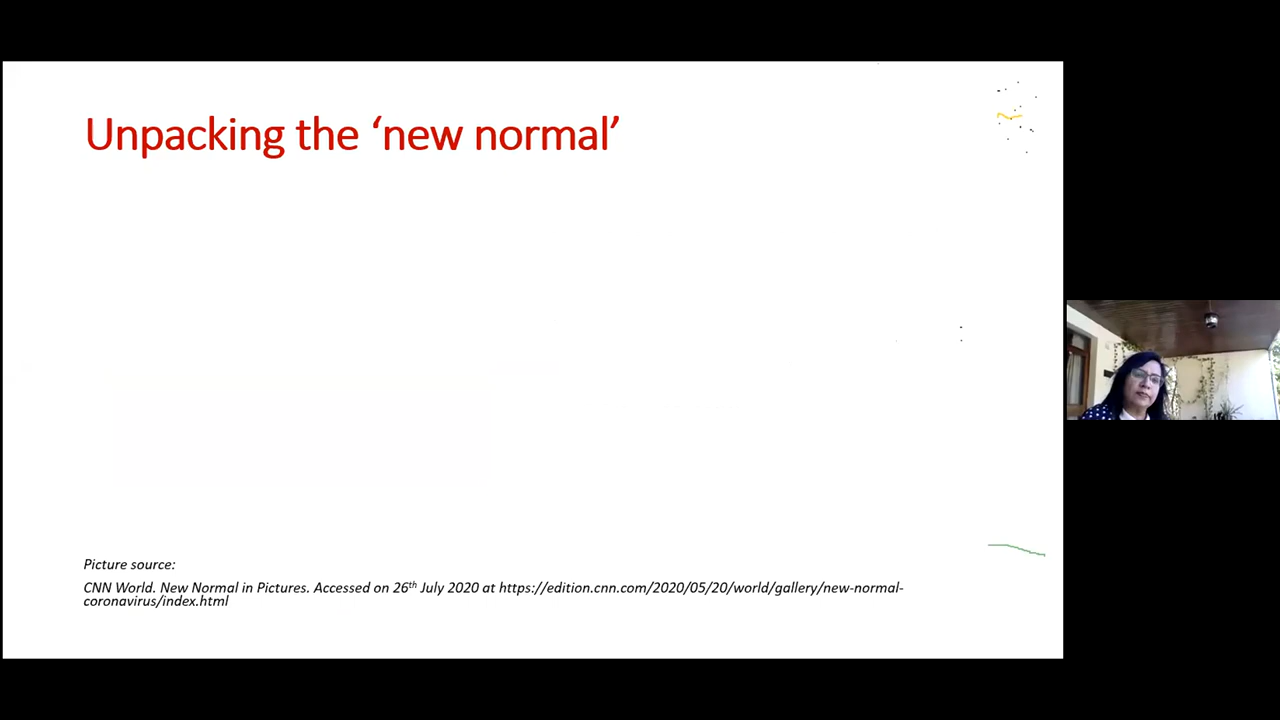 Unpacking the ‘new normal’
Picture source:
CNN World. New Normal in Pictures. Accessed on 26th July 2020 at https://edition.cnn.com/2020/05/20/world/gallery/new-normal-
coronavirus/index.html